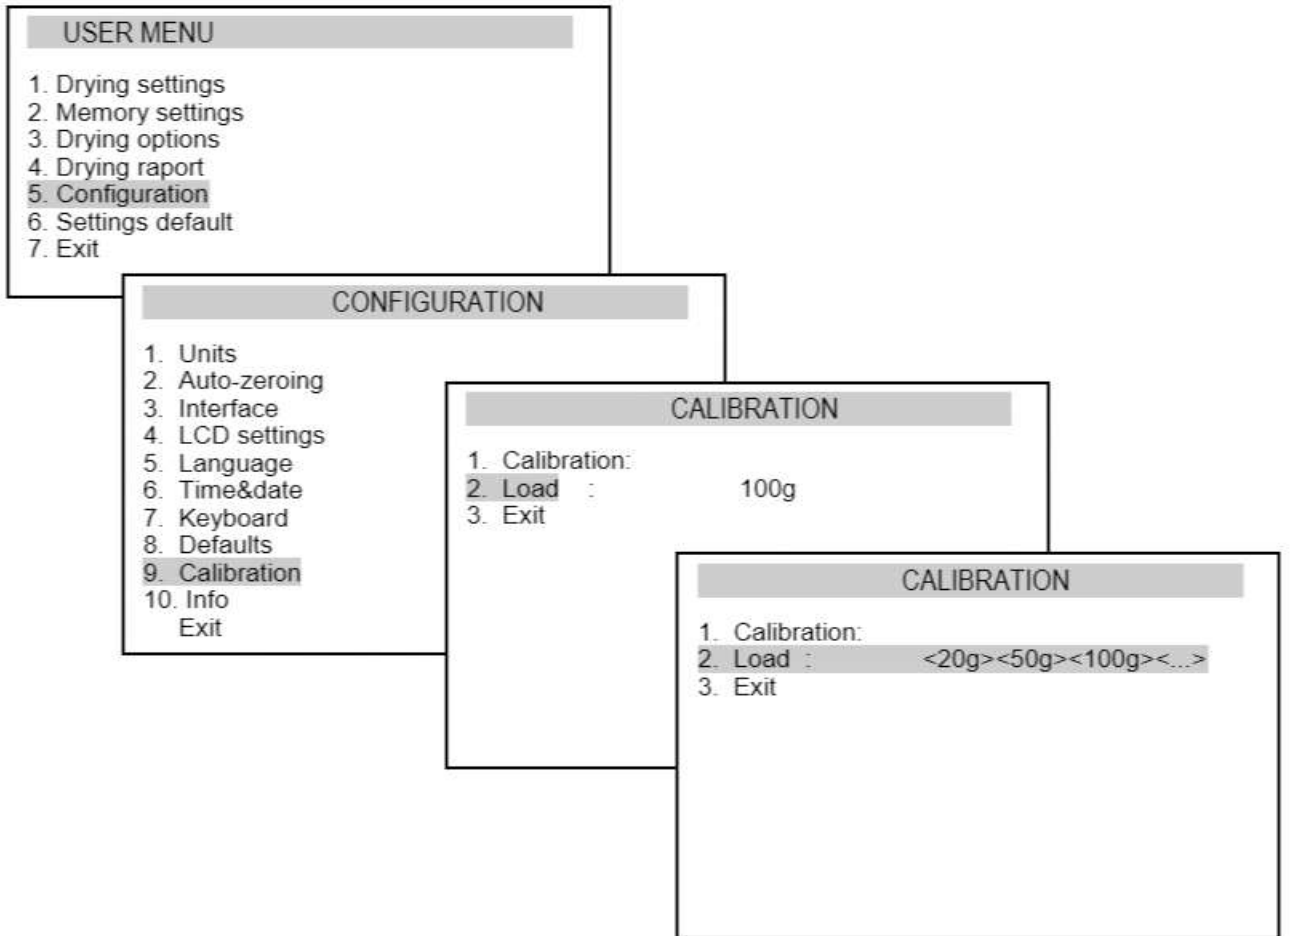 USER MENU
1. Drying settings
2. Memory settings
3. Drying options
4. Drying raport
5. Configuration
6. Settings default
7. Exit
CONFIGURATION
1. Units
2. Auto-zeroing
3. Interface
4. LCD settings
5. Language
6. Time&date
7. Keyboard
8. Defaults
9. Calibration
10. Info
Exit
CALIBRATION
1. Calibration:
2. Load : 100g
3. Exit
CALIBRATION
1. Calibration:
2. Load : <20g><50g><100g><...>
3. Exit